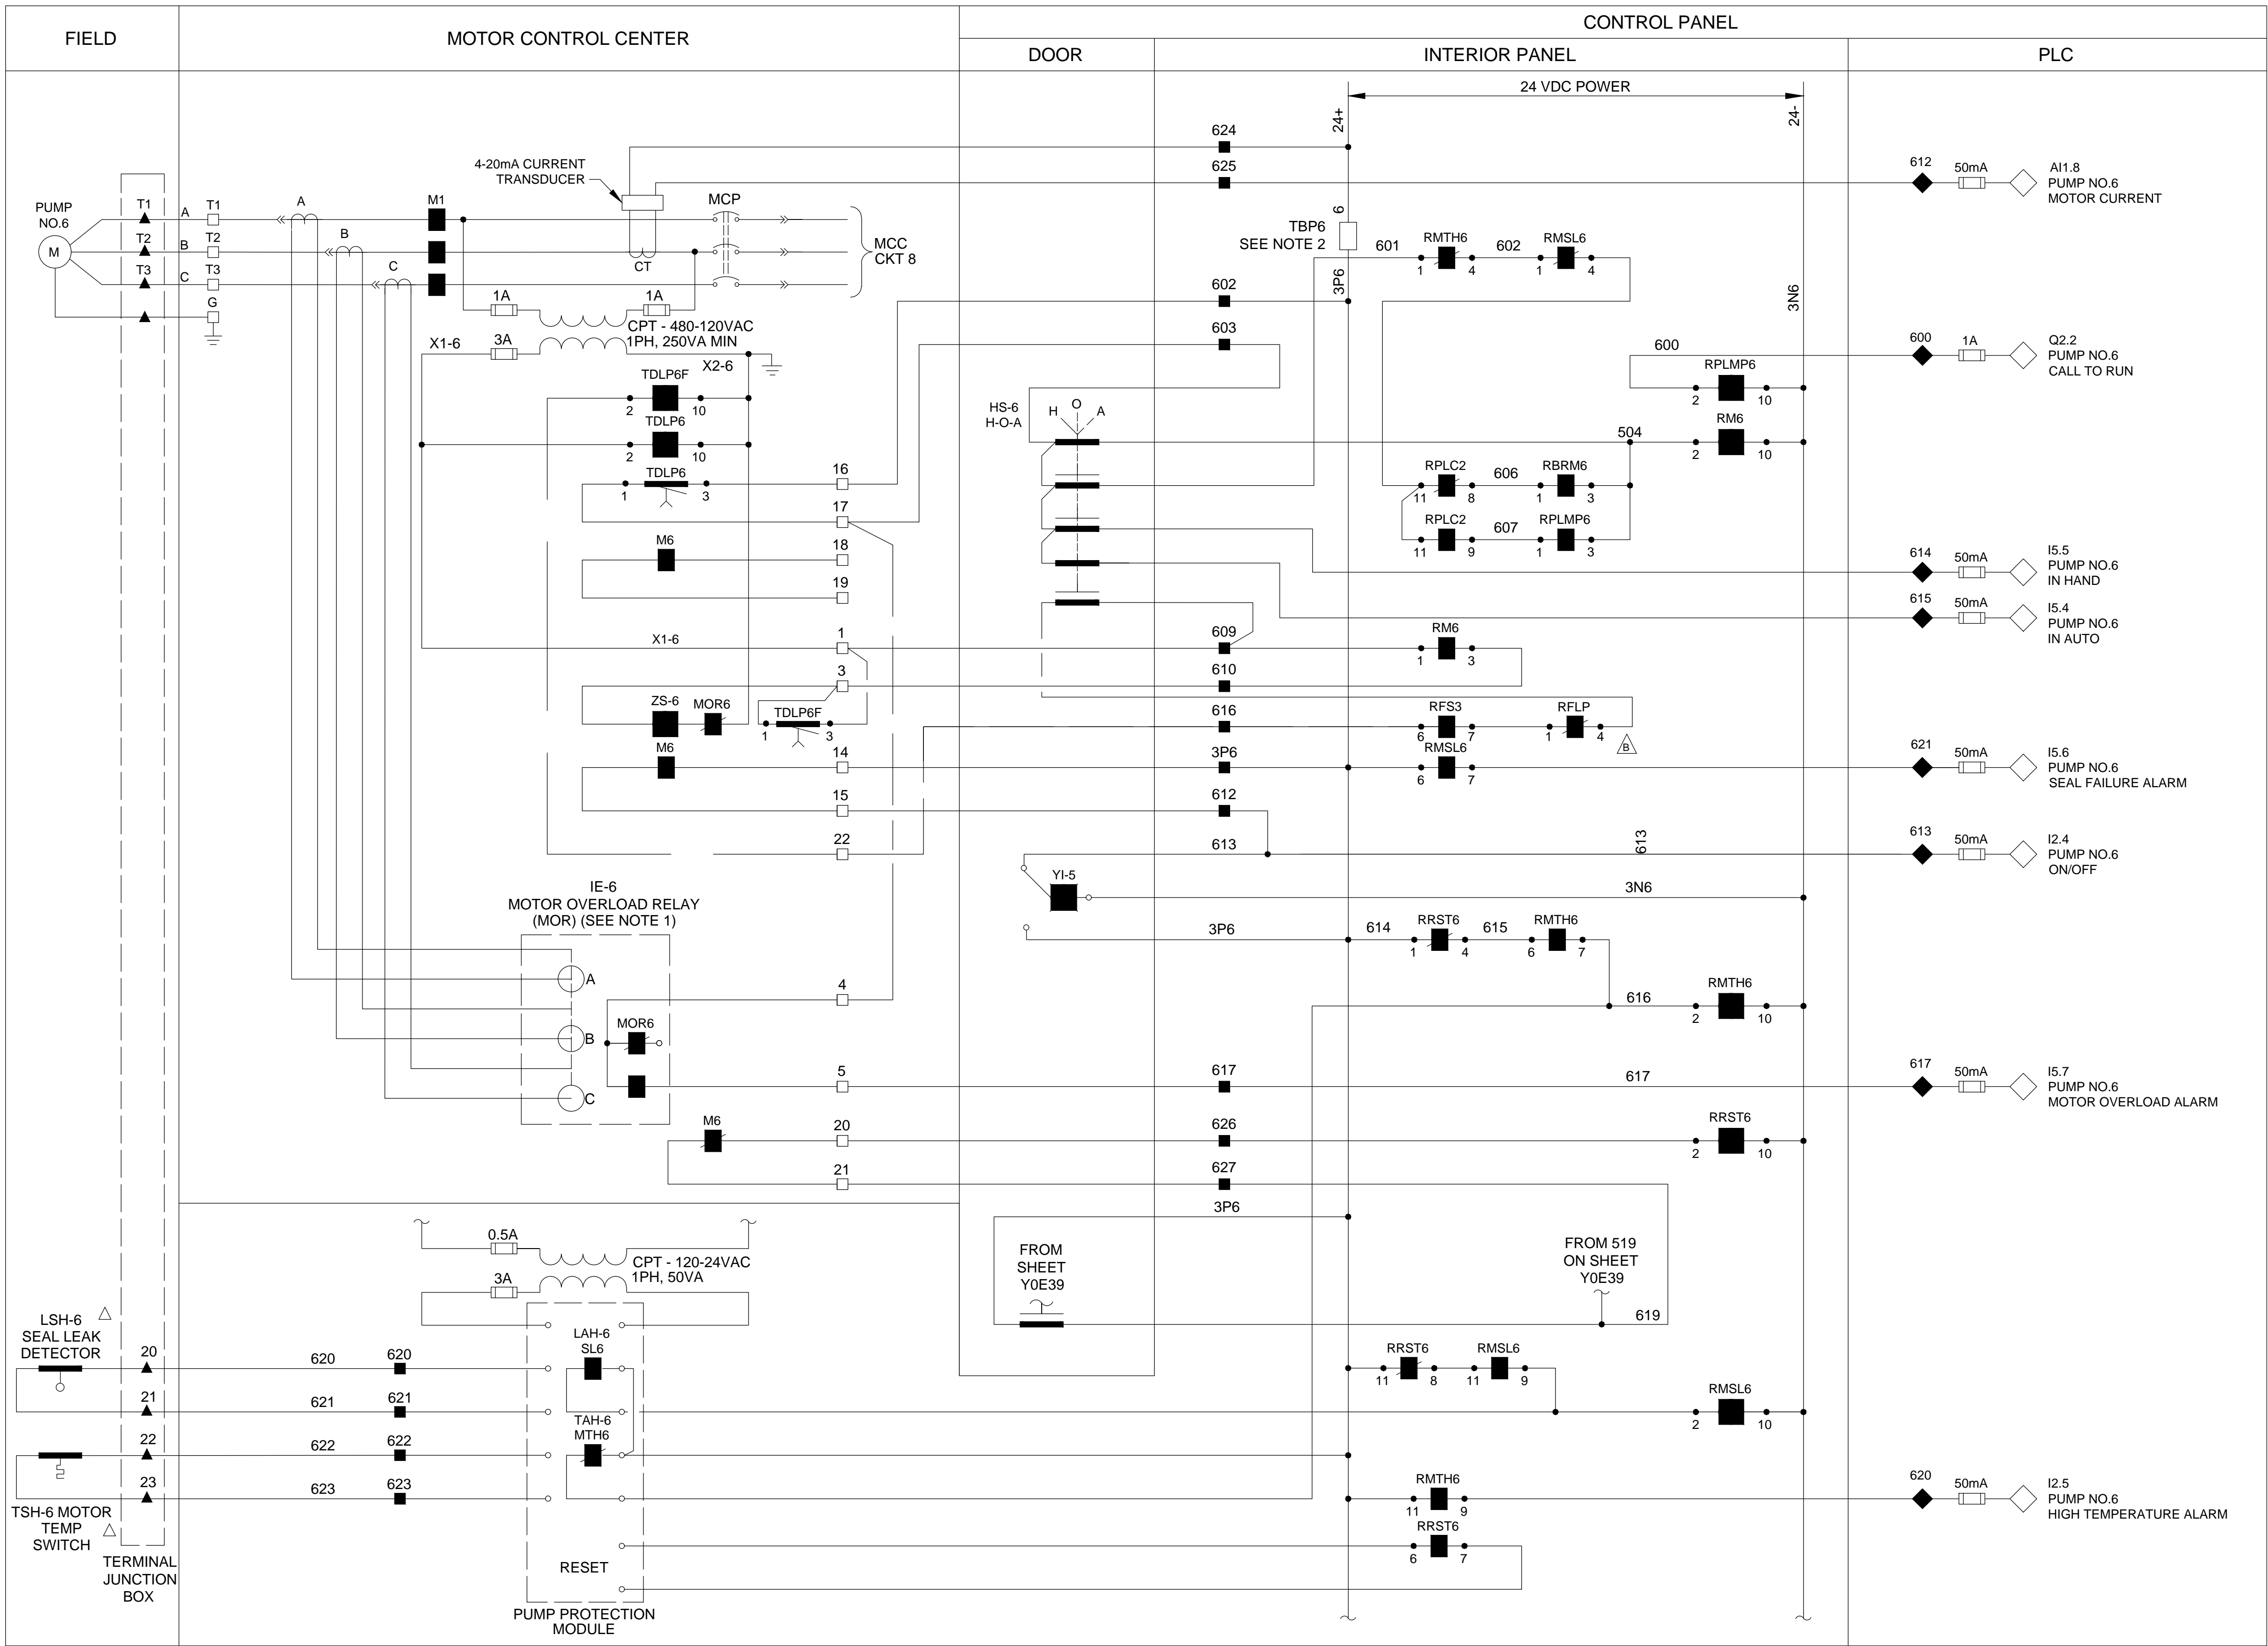 CONTROL PANEL
FIELD
MOTOR CONTROL CENTER
DOOR
INTERIOR PANEL
PLC
24 VDC POWER
24+
24-
624
4-20mA CURRENT
TRANSDUCER
625
612
50mA
AI1.8
PUMP NO.6
MOTOR CURRENT
PUMP
NO.6
M
T1
A
T1
A
M1
MCP
T2
B
T2
B
T3
C
T3
C
CT
MCC
CKT 8
G
6
TBP6
SEE NOTE 2
3P6
3N6
601
RMTH6
602
RMSL6
1
4
1
4
1A
1A
602
CPT - 480-120VAC
1PH, 250VA MIN
603
X1-6
3A
X2-6
600
600
1A
Q2.2
PUMP NO.6
CALL TO RUN
RPLMP6
2
10
TDLP6F
2
10
HS-6
H-O-A
H
O
A
TDLP6
2
10
504
RM6
2
10
TDLP6
1
3
16
RPLC2
11
8
606
RBRM6
1
3
17
RPLC2
11
9
607
RPLMP6
1
3
M6
18
19
614
50mA
I5.5
PUMP NO.6
IN HAND
615
50mA
I5.4
PUMP NO.6
IN AUTO
X1-6
1
609
RM6
1
3
3
610
ZS-6
MOR6
TDLP6F
1
3
616
RFS3
6
7
RFLP
1
4
B
M6
14
3P6
RMSL6
6
7
621
50mA
I5.6
PUMP NO.6
SEAL FAILURE ALARM
15
612
22
613
613
613
50mA
I2.4
PUMP NO.6
ON/OFF
YI-5
3N6
IE-6
MOTOR OVERLOAD RELAY
(MOR) (SEE NOTE 1)
3P6
614
RRST6
1
4
615
RMTH6
6
7
A
4
616
RMTH6
2
10
MOR6
B
C
5
617
617
617
50mA
I5.7
PUMP NO.6
MOTOR OVERLOAD ALARM
M6
20
626
RRST6
2
10
21
627
3P6
0.5A
CPT - 120-24VAC
1PH, 50VA
3A
FROM
SHEET
Y0E39
FROM 519
ON SHEET
Y0E39
619
LSH-6
SEAL LEAK
DETECTOR
20
620
620
LAH-6
SL6
RRST6
11
8
RMSL6
11
9
21
621
621
RMSL6
2
10
22
622
622
TAH-6
MTH6
23
623
623
RMTH6
11
9
620
50mA
I2.5
PUMP NO.6
HIGH TEMPERATURE ALARM
TSH-6 MOTOR
TEMP
SWITCH
RRST6
6
7
RESET
TERMINAL
JUNCTION
BOX
PUMP PROTECTION
MODULE